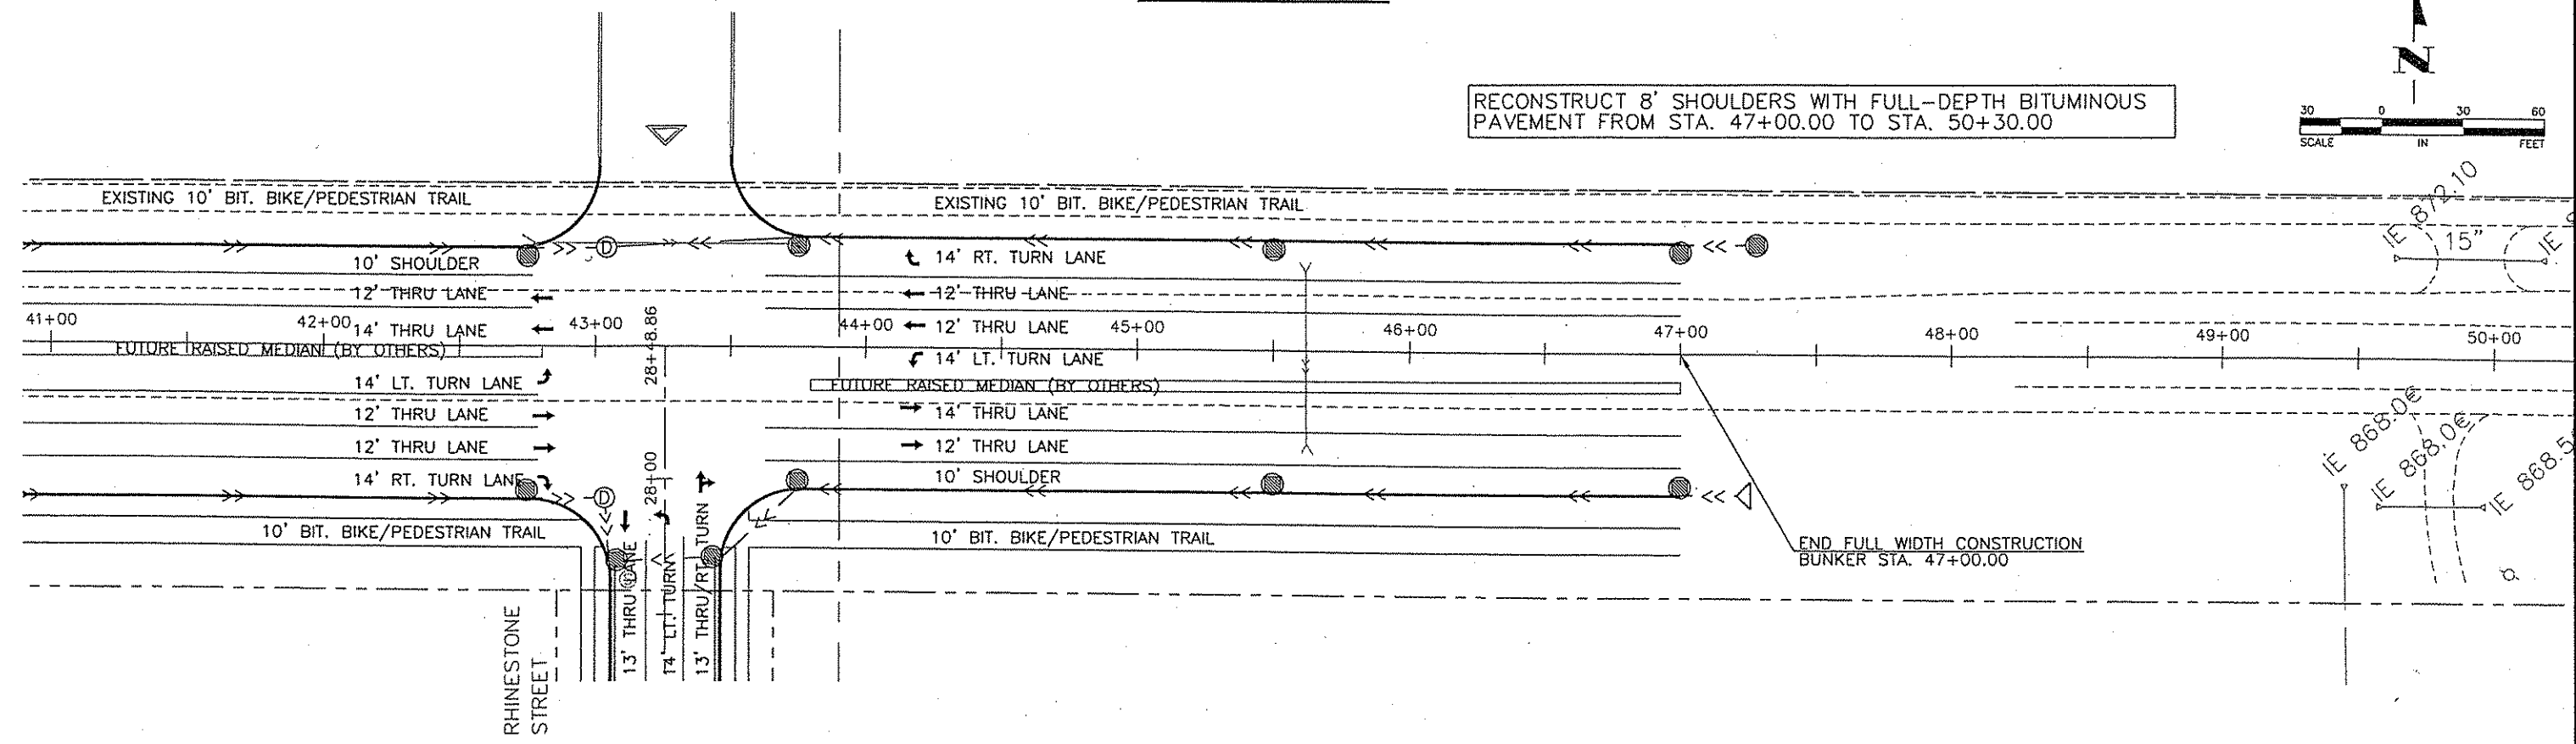 RECONSTRUCT 8' SHOULDERS WITH FULL-DEPTH BITUMINOUS
PAVEMENT FROM STA. 47+00.00 TO STA. 50+30.00
N
30 0 30 60
SCALE IN FEET
EXISTING 10' BIT. BIKE/PEDESTRIAN TRAIL
EXISTING 10' BIT. BIKE/PEDESTRIAN TRAIL
IE 872.10
15"
IE
D
10' SHOULDER
14' RT. TURN LANE
12' THRU LANE
12' THRU LANE
41+00
42+00
14' THRU LANE
43+00
28+48.86
44+00
12' THRU LANE
45+00
46+00
47+00
48+00
49+00
50+00
FUTURE RAISED MEDIAN (BY OTHERS)
14' LT. TURN LANE
14' LT. TURN LANE
FUTURE RAISED MEDIAN (BY OTHERS)
12' THRU LANE
14' THRU LANE
12' THRU LANE
12' THRU LANE
14' RT. TURN LANE
28+00
10' SHOULDER
D
IE 868.0
IE 868.0
IE 868.5
10' BIT. BIKE/PEDESTRIAN TRAIL
10' BIT. BIKE/PEDESTRIAN TRAIL
END FULL WIDTH CONSTRUCTION
BUNKER STA. 47+00.00
13' THRU LANE
14' LT. TURN
13' THRU/RT. TURN
RHINESTONE
STREET